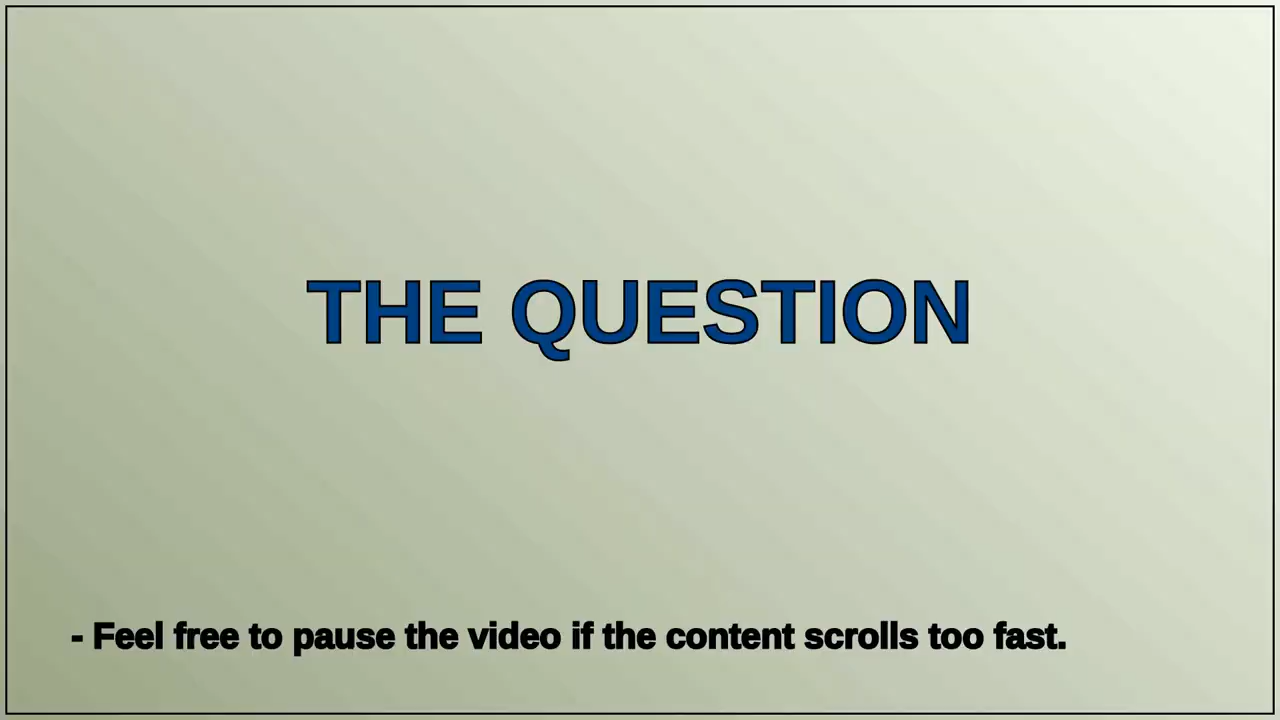 THE QUESTION
- Feel free to pause the video if the content scrolls too fast.